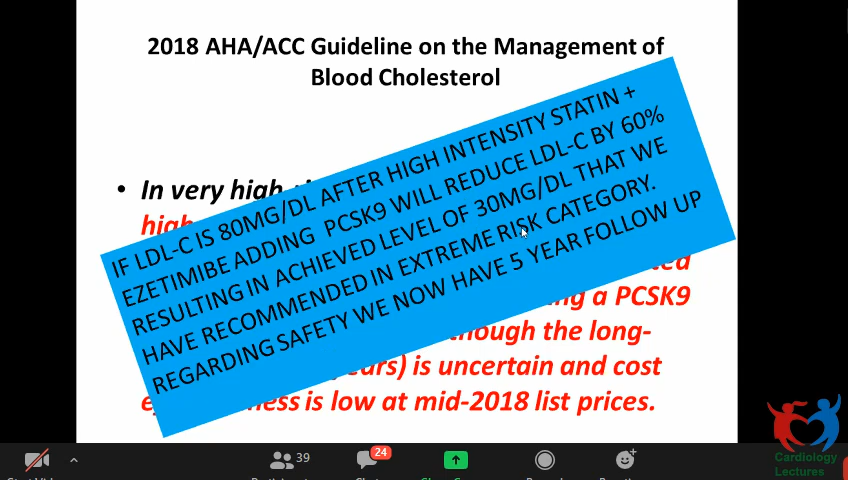 2018 AHA/ACC Guideline on the Management of
Blood Cholesterol
• In very high
high
ing a PCSK9
though the long-
ears) is uncertain and cost
ness is low at mid-2018 list prices.
IF LDL-C IS 80MG/DL AFTER HIGH INTENSITY STATIN +
EZETIMIBE ADDING PCSK9 WILL REDUCE LDL-C BY 60%
RESULTING IN ACHIEVED LEVEL OF 30MG/DL THAT WE
HAVE RECOMMENDED IN EXTREME RISK CATEGORY.
REGARDING SAFETY WE NOW HAVE 5 YEAR FOLLOW UP
39
24
Cardiology
Lectures